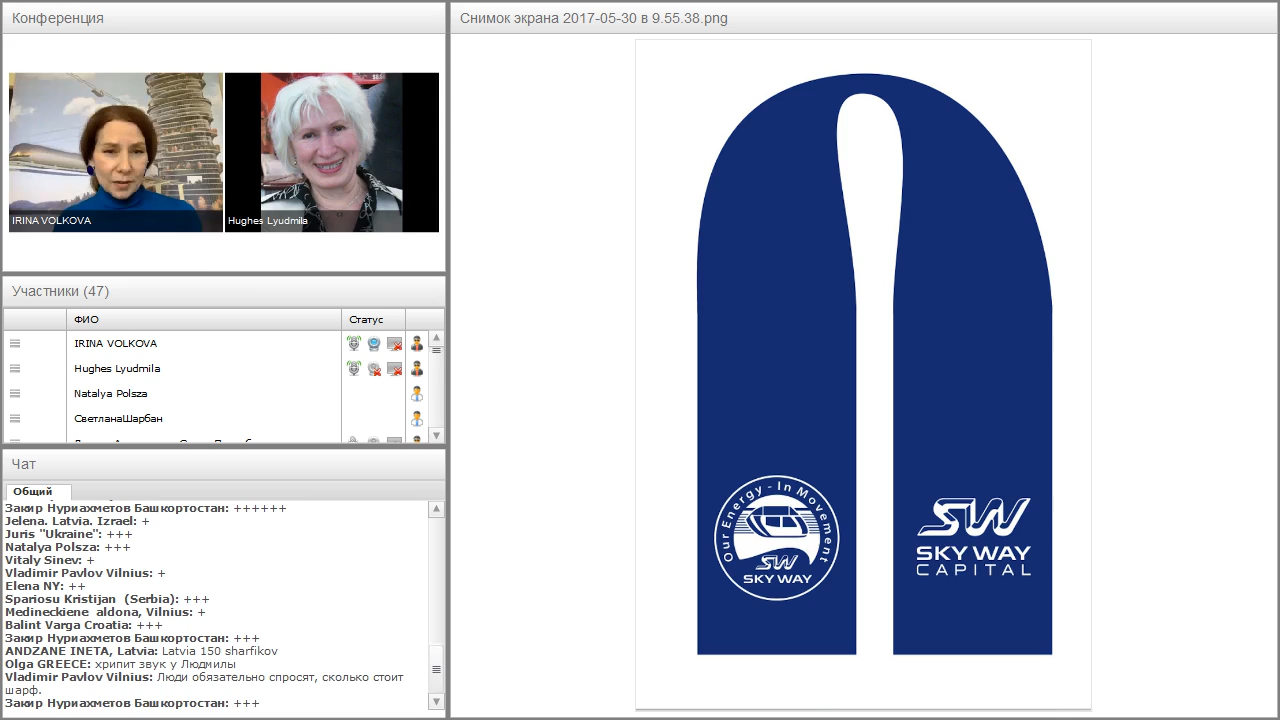 Конференция
IRINA VOLKOVA
Hughes Lyudmila
Участники (47)
ФИО
Статус
IRINA VOLKOVA
Hughes Lyudmila
Natalya Polsza
СветланаШарбан
Чат
Общий
Закир Нуриахметов Башкортостан: ++++++
Jelena. Latvia. Izrael: +
Juris "Ukraine": +++
Natalya Polsza: +++
Vitaly Sinev: +
Vladimir Pavlov Vilnius: +
Elena NY: ++
Spariosu Kristijan (Serbia): +++
Medineckiene aldona, Vilnius: +
Balint Varga Croatia: +++
Закир Нуриахметов Башкортостан: +++
ANDZANE INETA, Latvia: Latvia 150 sharfikov
Olga GREECE: хрипит звук у Людмилы
Vladimir Pavlov Vilnius: Люди обязательно спросят, сколько стоит
шарф.
Закир Нуриахметов Башкортостан: +++
Снимок экрана 2017-05-30 в 9.55.38.png
Our Energy - In Movement
SW
SKY WAY
SW
SKY WAY
CAPITAL